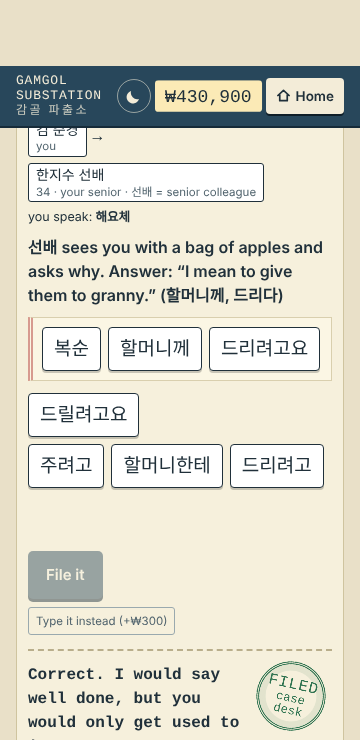 GAMGOL
SUBSTATION
감골 파출소
₩430,900
Home
김 순경
you
→
한지수 선배
34 · your senior · 선배 = senior colleague
you speak: 해요체
선배 sees you with a bag of apples and
asks why. Answer: “I mean to give
them to granny.” (할머니께, 드리다)
복순 할머니께 드리려고요
드릴려고요
주려고 할머니한테 드리려고
File it
Type it instead (+₩300)
Correct. I would say
well done, but you
would only get used to
FILED
case
desk